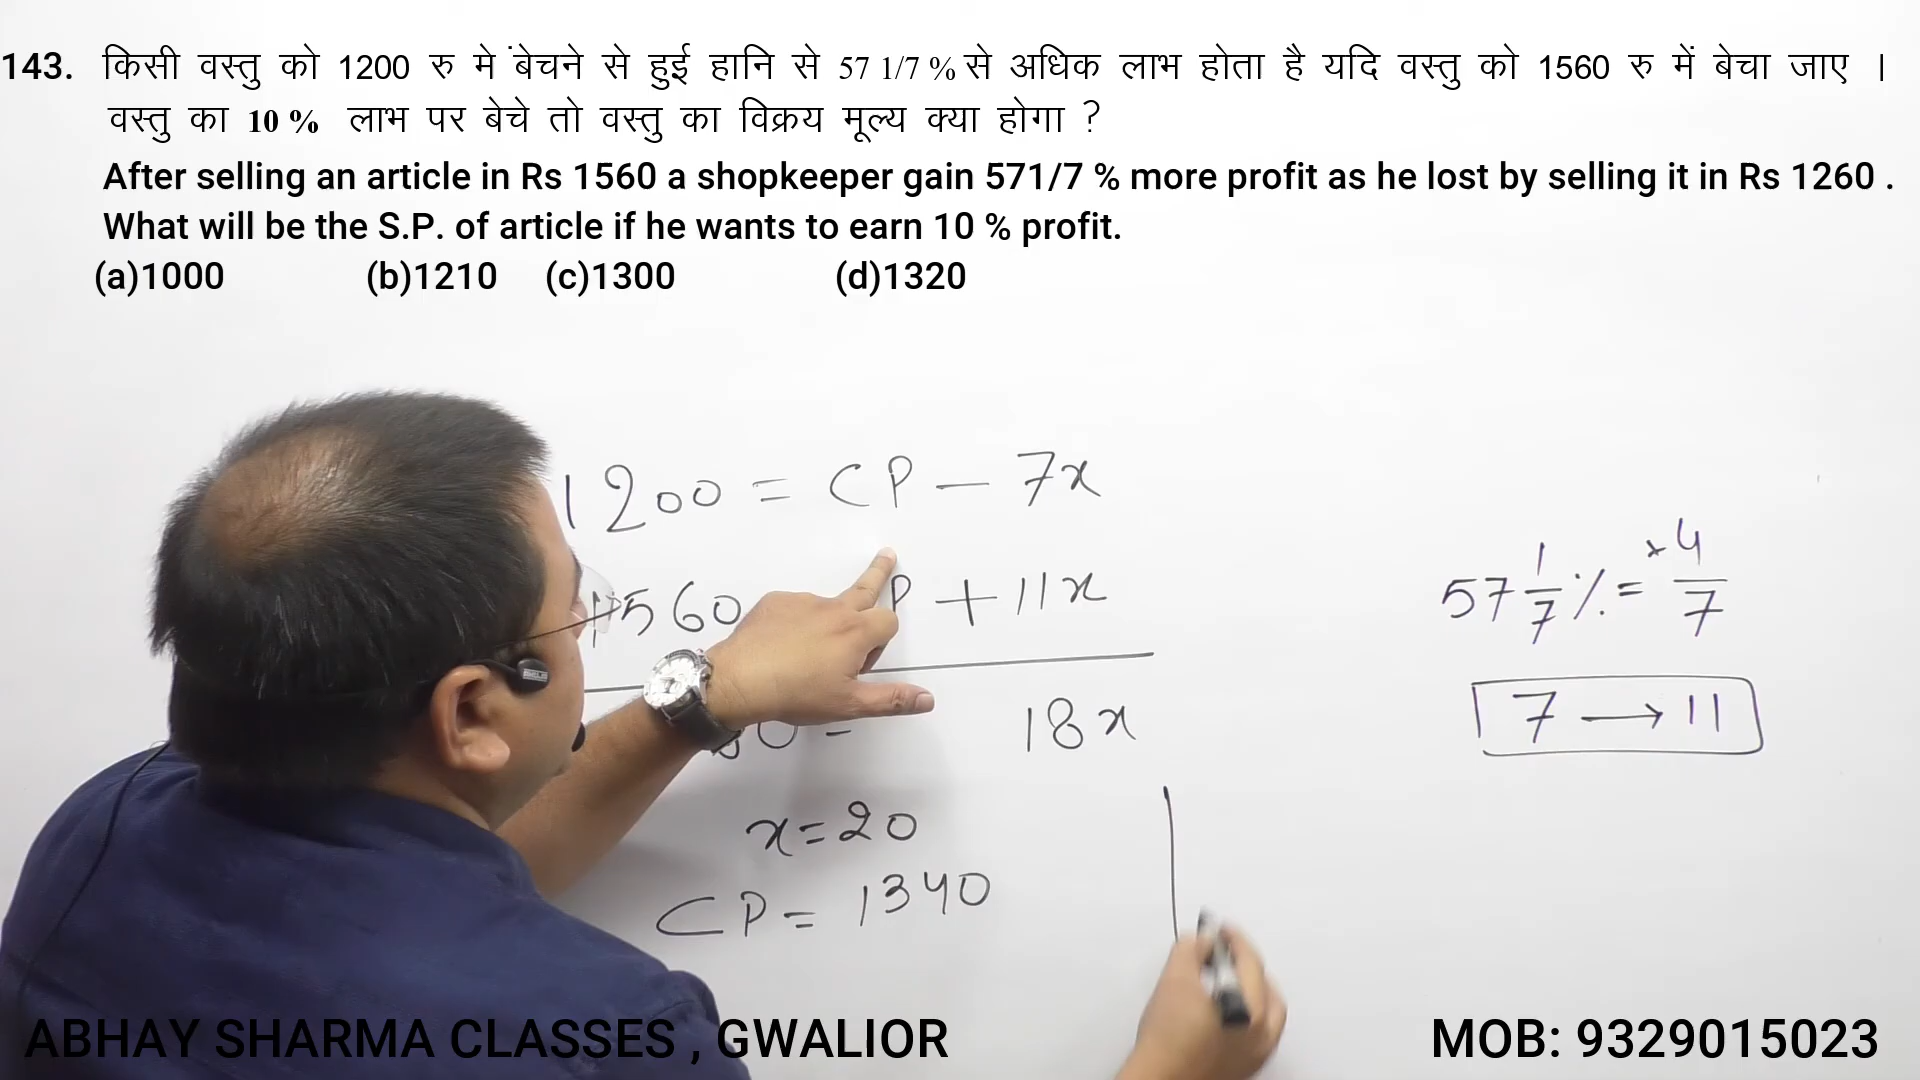 143. किसी वस्तु को 1200 रु मे बेचने से हुई हानि से 57 1/7 % से अधिक लाभ होता है यदि वस्तु को 1560 रु में बेचा जाए ।
वस्तु का 10 % लाभ पर बेचे तो वस्तु का विक्रय मूल्य क्या होगा ?
After selling an article in Rs 1560 a shopkeeper gain 571/7 % more profit as he lost by selling it in Rs 1260 .
What will be the S.P. of article if he wants to earn 10 % profit.
(a)1000 (b)1210 (c)1300 (d)1320
1200 = CP - 7x
1560 P + 11x
18x
x = 20
CP = 1340
57 1/7 % = + 4/7
7 → 11
ABHAY SHARMA CLASSES , GWALIOR
MOB: 9329015023